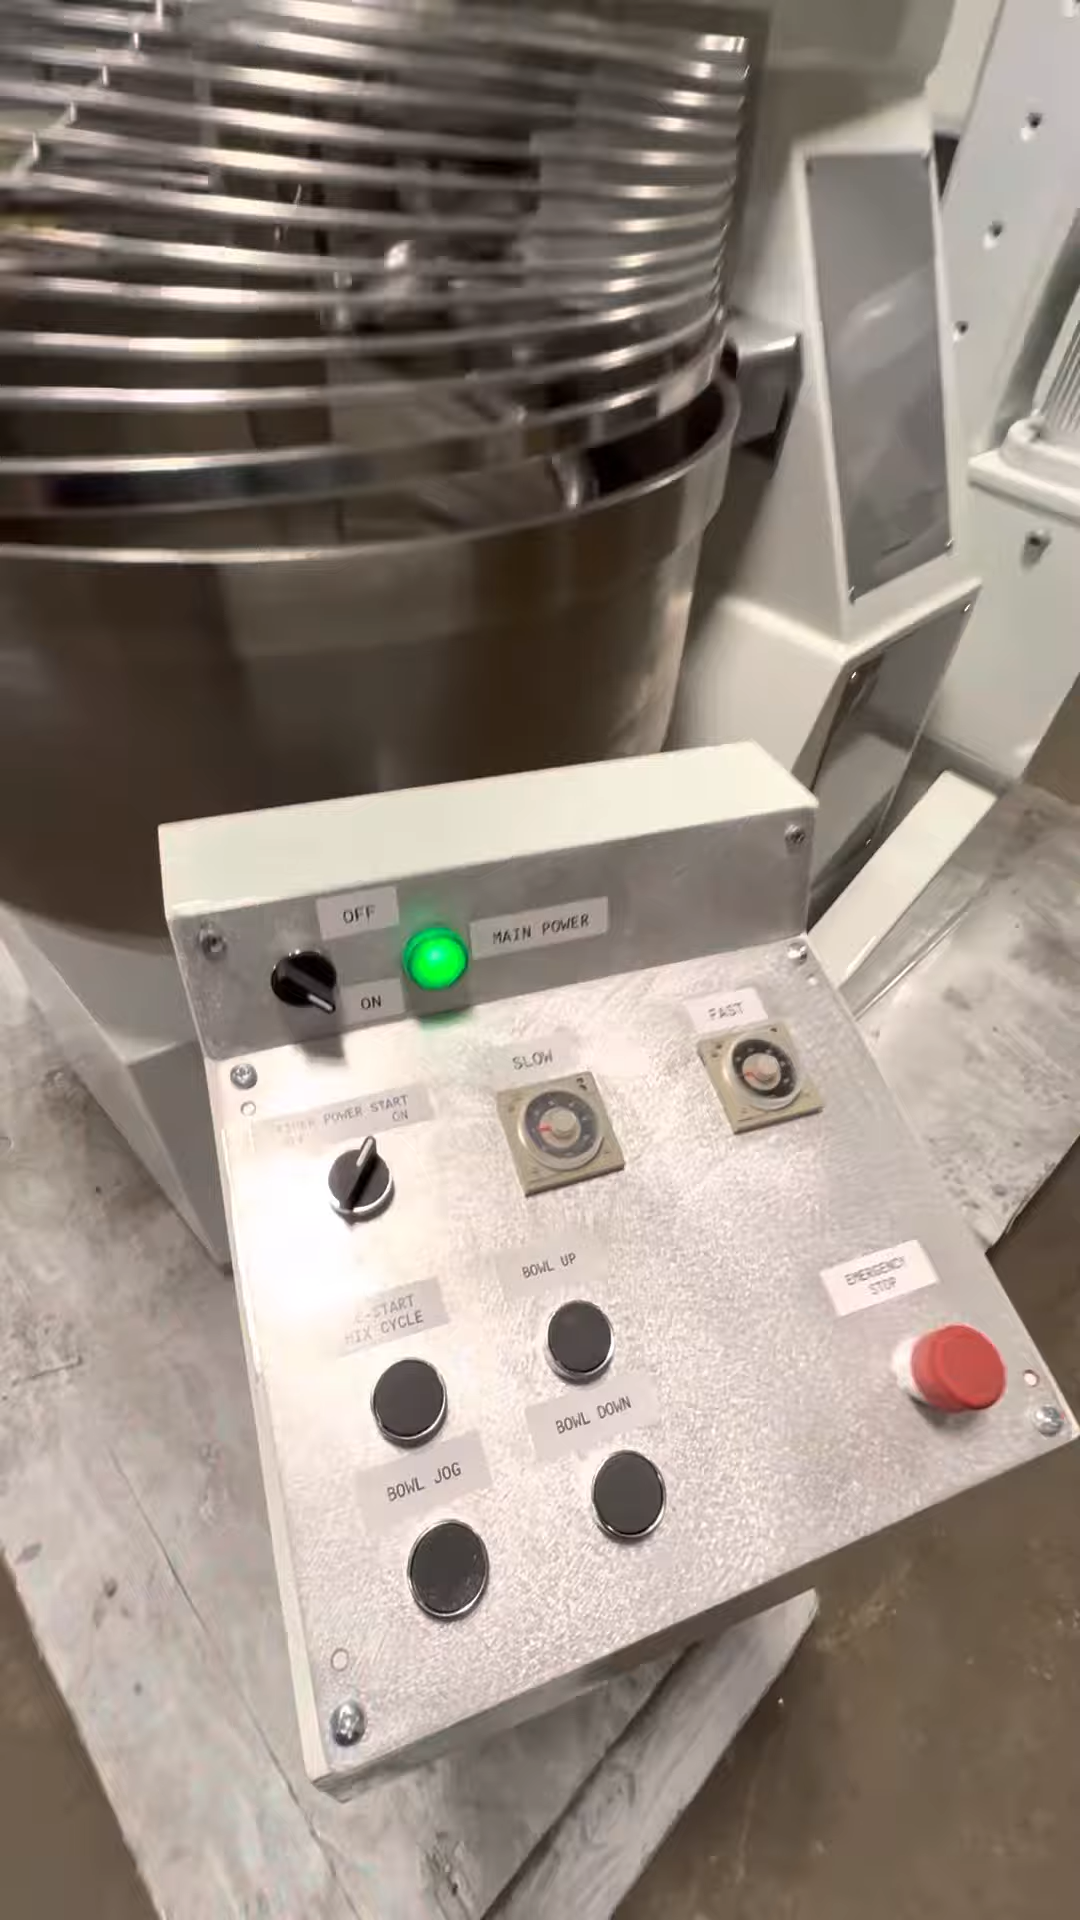 OFF
MAIN POWER
ON
FAST
SLOW
POWER START
ON
BOWL UP
EMERGENCY
STOP
START
MIX CYCLE
BOWL DOWN
BOWL JOG